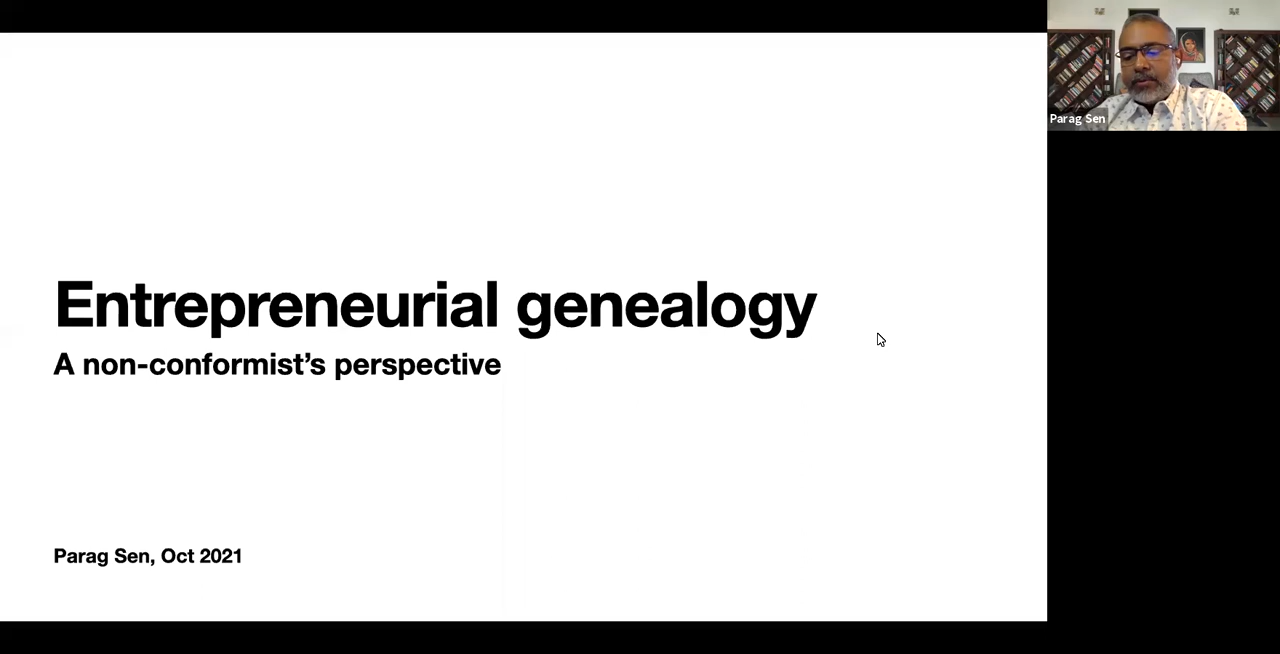 Entrepreneurial genealogy
A non-conformist’s perspective
Parag Sen, Oct 2021
Parag Sen